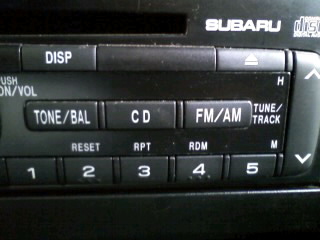 SUBARU
DISP
PUSH
ON/VOL
H
TONE/BAL CD FM/AM TUNE/
TRACK
RESET RPT RDM M
1 2 3 4 5